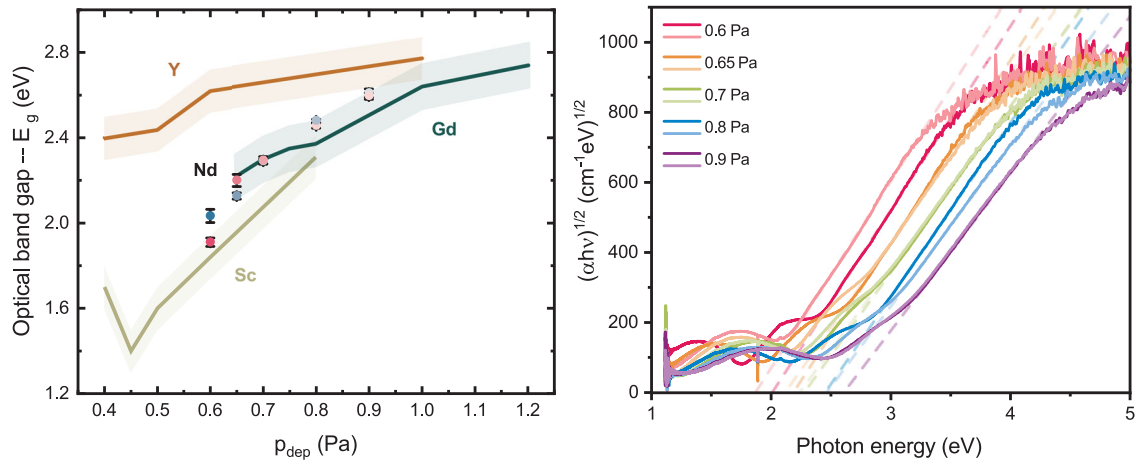 Optical band gap --- E_g (eV)
2.8
2.4
2.0
1.6
1.2
Y
Nd
Gd
Sc
0.4 0.5 0.6 0.7 0.8 0.9 1.0 1.1 1.2
p_dep (Pa)
(αhν)^1/2 (cm^-1eV)^1/2
1000
800
600
400
200
0
0.6 Pa
0.65 Pa
0.7 Pa
0.8 Pa
0.9 Pa
1 2 3 4 5
Photon energy (eV)